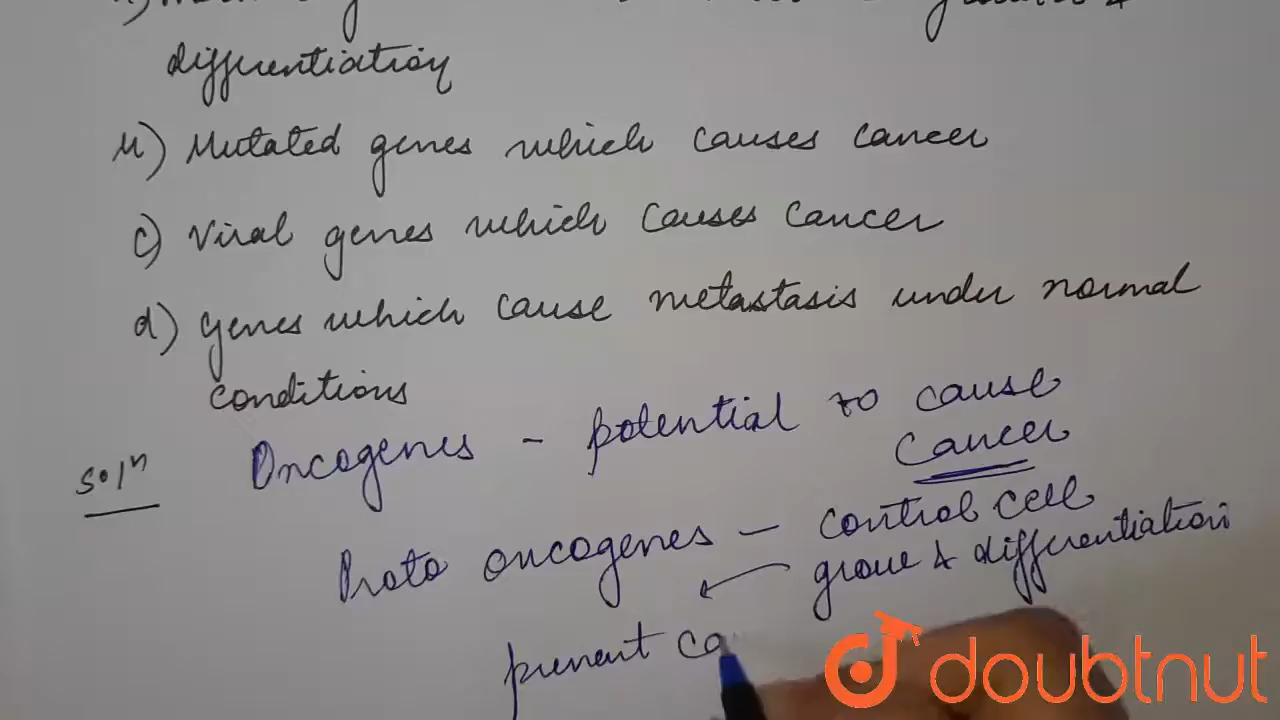 differentiation
b) Mutated genes which causes cancer
c) Viral genes which causes cancer
d) genes which cause metastasis under normal
conditions
Soln
Oncogenes - potential to cause
Cancer
Proto oncogenes - control cell
grow & differentiation
prevent ca
doubtnut